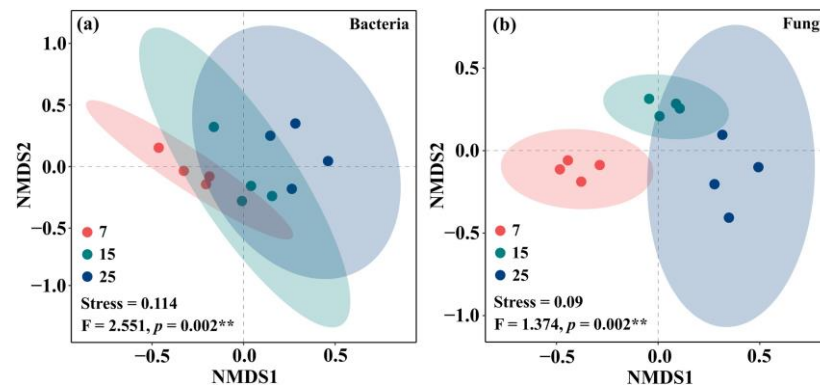 (a)
Bacteria
1.0
0.5
0.0
−0.5
−1.0
NMDS2
7
15
25
Stress = 0.114
F = 2.551, p = 0.002**
−0.5
0.0
0.5
NMDS1
(b)
Fung
0.5
0.0
−0.5
−1.0
NMDS2
7
15
25
Stress = 0.09
F = 1.374, p = 0.002**
−0.5
0.0
0.5
NMDS1